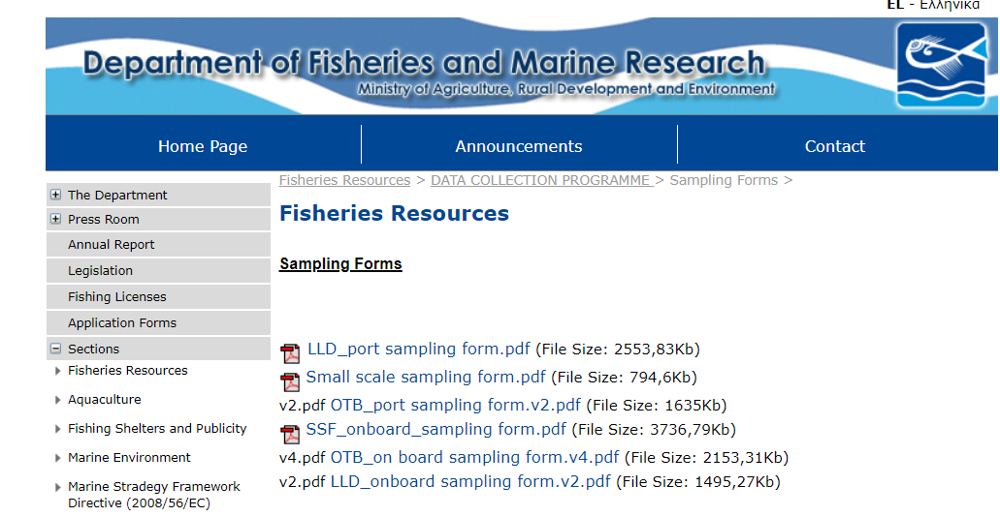 EL - Ελληνικά
Department of Fisheries and Marine Research
Ministry of Agriculture, Rural Development and Environment
Home Page
Announcements
Contact
Fisheries Resources > DATA COLLECTION PROGRAMME > Sampling Forms >
The Department
Press Room
Annual Report
Legislation
Fishing Licenses
Application Forms
Sections
Fisheries Resources
Aquaculture
Fishing Shelters and Publicity
Marine Environment
Marine Stradegy Framework
Directive (2008/56/EC)
Fisheries Resources
Sampling Forms
LLD_port sampling form.pdf (File Size: 2553,83Kb)
Small scale sampling form.pdf (File Size: 794,6Kb)
v2.pdf OTB_port sampling form.v2.pdf (File Size: 1635Kb)
SSF_onboard_sampling form.pdf (File Size: 3736,79Kb)
v4.pdf OTB_on board sampling form.v4.pdf (File Size: 2153,31Kb)
v2.pdf LLD_onboard sampling form.v2.pdf (File Size: 1495,27Kb)